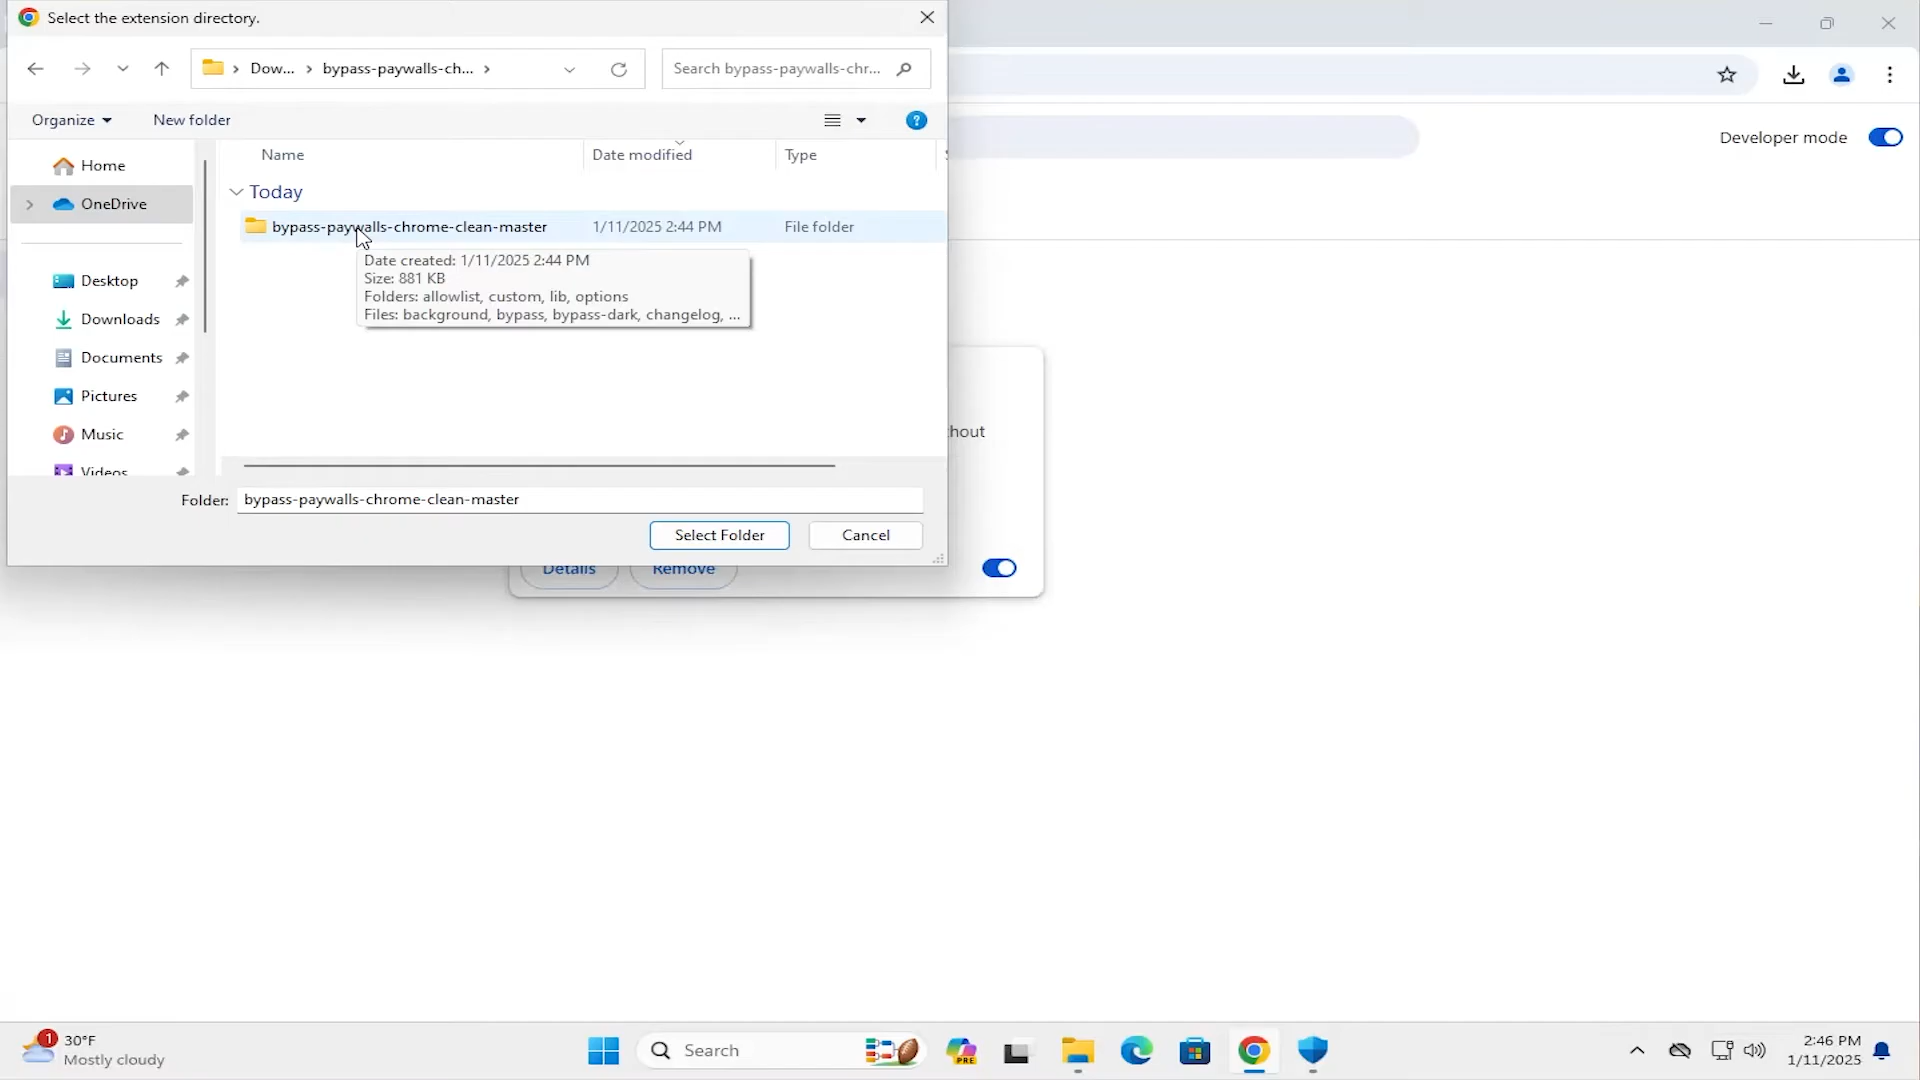 Select the extension directory.
Dow...
bypass-paywalls-ch...
Search bypass-paywalls-chr...
Organize
New folder
Developer mode
Home
OneDrive
Desktop
Downloads
Documents
Pictures
Music
Videos
Name
Date modified
Type
Today
bypass-paywalls-chrome-clean-master
1/11/2025 2:44 PM
File folder
Date created: 1/11/2025 2:44 PM
Size: 881 KB
Folders: allowlist, custom, lib, options
Files: background, bypass, bypass-dark, changelog, ...
Folder:
bypass-paywalls-chrome-clean-master
Select Folder
Cancel
Details
Remove
1
30°F
Mostly cloudy
Search
PRE
2:46 PM
1/11/2025